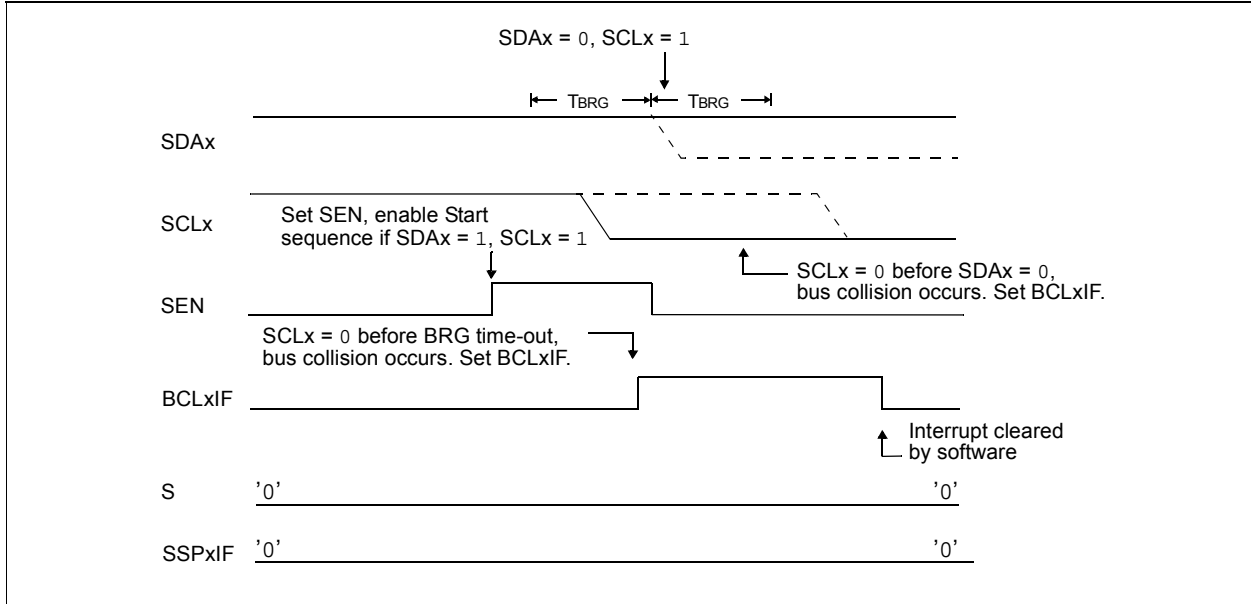 SDAx = 0, SCLx = 1
TBRG TBRG
SDAx
SCLx
Set SEN, enable Start
sequence if SDAx = 1, SCLx = 1
SCLx = 0 before SDAx = 0,
bus collision occurs. Set BCLxIF.
SEN
SCLx = 0 before BRG time-out,
bus collision occurs. Set BCLxIF.
BCLxIF
Interrupt cleared
by software
S '0' '0'
SSPxIF '0' '0'